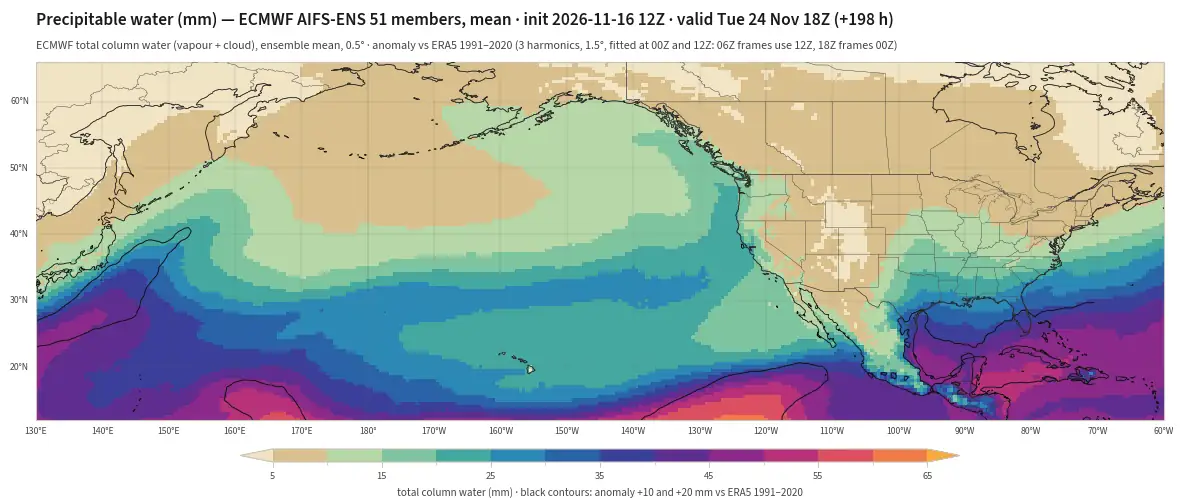 Precipitable water (mm) — ECMWF AIFS-ENS 51 members, mean · init 2026-11-16 12Z · valid Tue 24 Nov 18Z (+198 h)
ECMWF total column water (vapour + cloud), ensemble mean, 0.5° · anomaly vs ERA5 1991–2020 (3 harmonics, 1.5°, fitted at 00Z and 12Z: 06Z frames use 12Z, 18Z frames 00Z)
60°N
50°N
40°N
30°N
20°N
130°E 140°E 150°E 160°E 170°E 180° 170°W 160°W 150°W 140°W 130°W 120°W 110°W 100°W 90°W 80°W 70°W 60°W
5 15 25 35 45 55 65
total column water (mm) · black contours: anomaly +10 and +20 mm vs ERA5 1991–2020